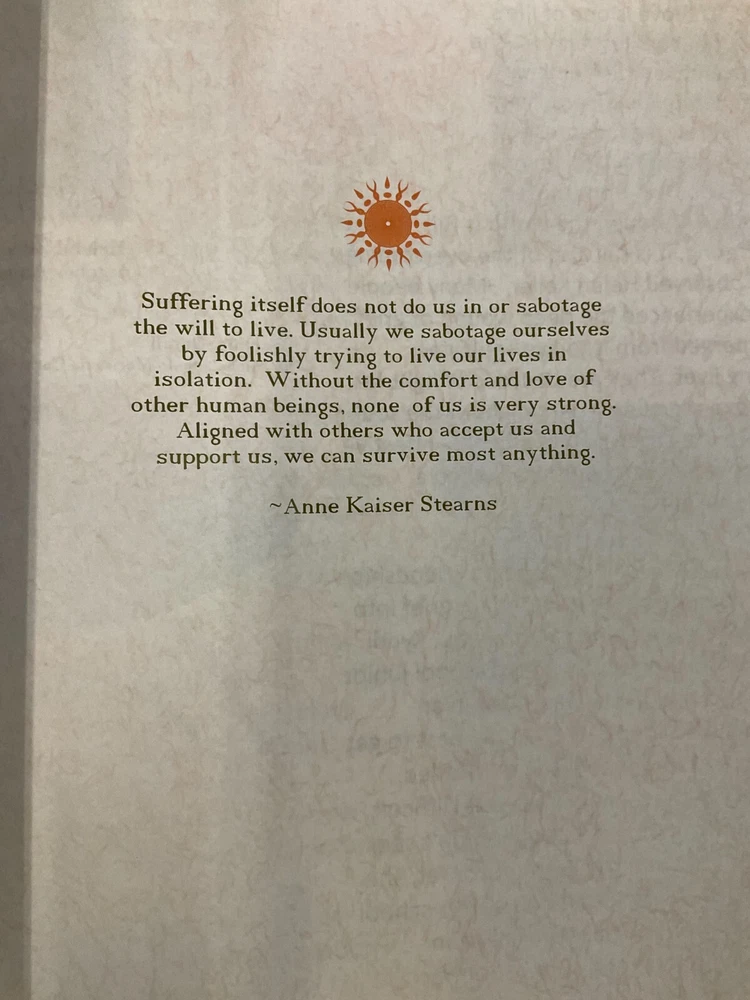 Suffering itself does not do us in or sabotage
the will to live. Usually we sabotage ourselves
by foolishly trying to live our lives in
isolation.  Without the comfort and love of
other human beings, none  of us is very strong.
Aligned with others who accept us and
support us, we can survive most anything.
~Anne Kaiser Stearns